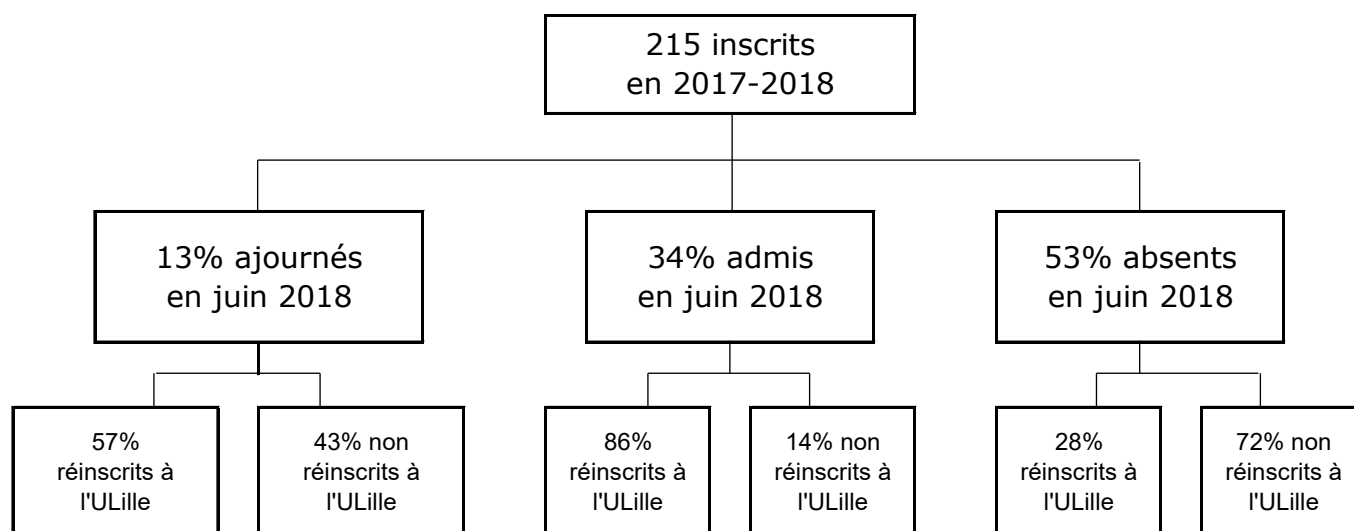 215 inscrits
en 2017-2018
13% ajournés
en juin 2018
34% admis
en juin 2018
53% absents
en juin 2018
57%
réinscrits à
l'ULille
43% non
réinscrits à
l'ULille
86%
réinscrits à
l'ULille
14% non
réinscrits à
l'ULille
28%
réinscrits à
l'ULille
72% non
réinscrits à
l'ULille